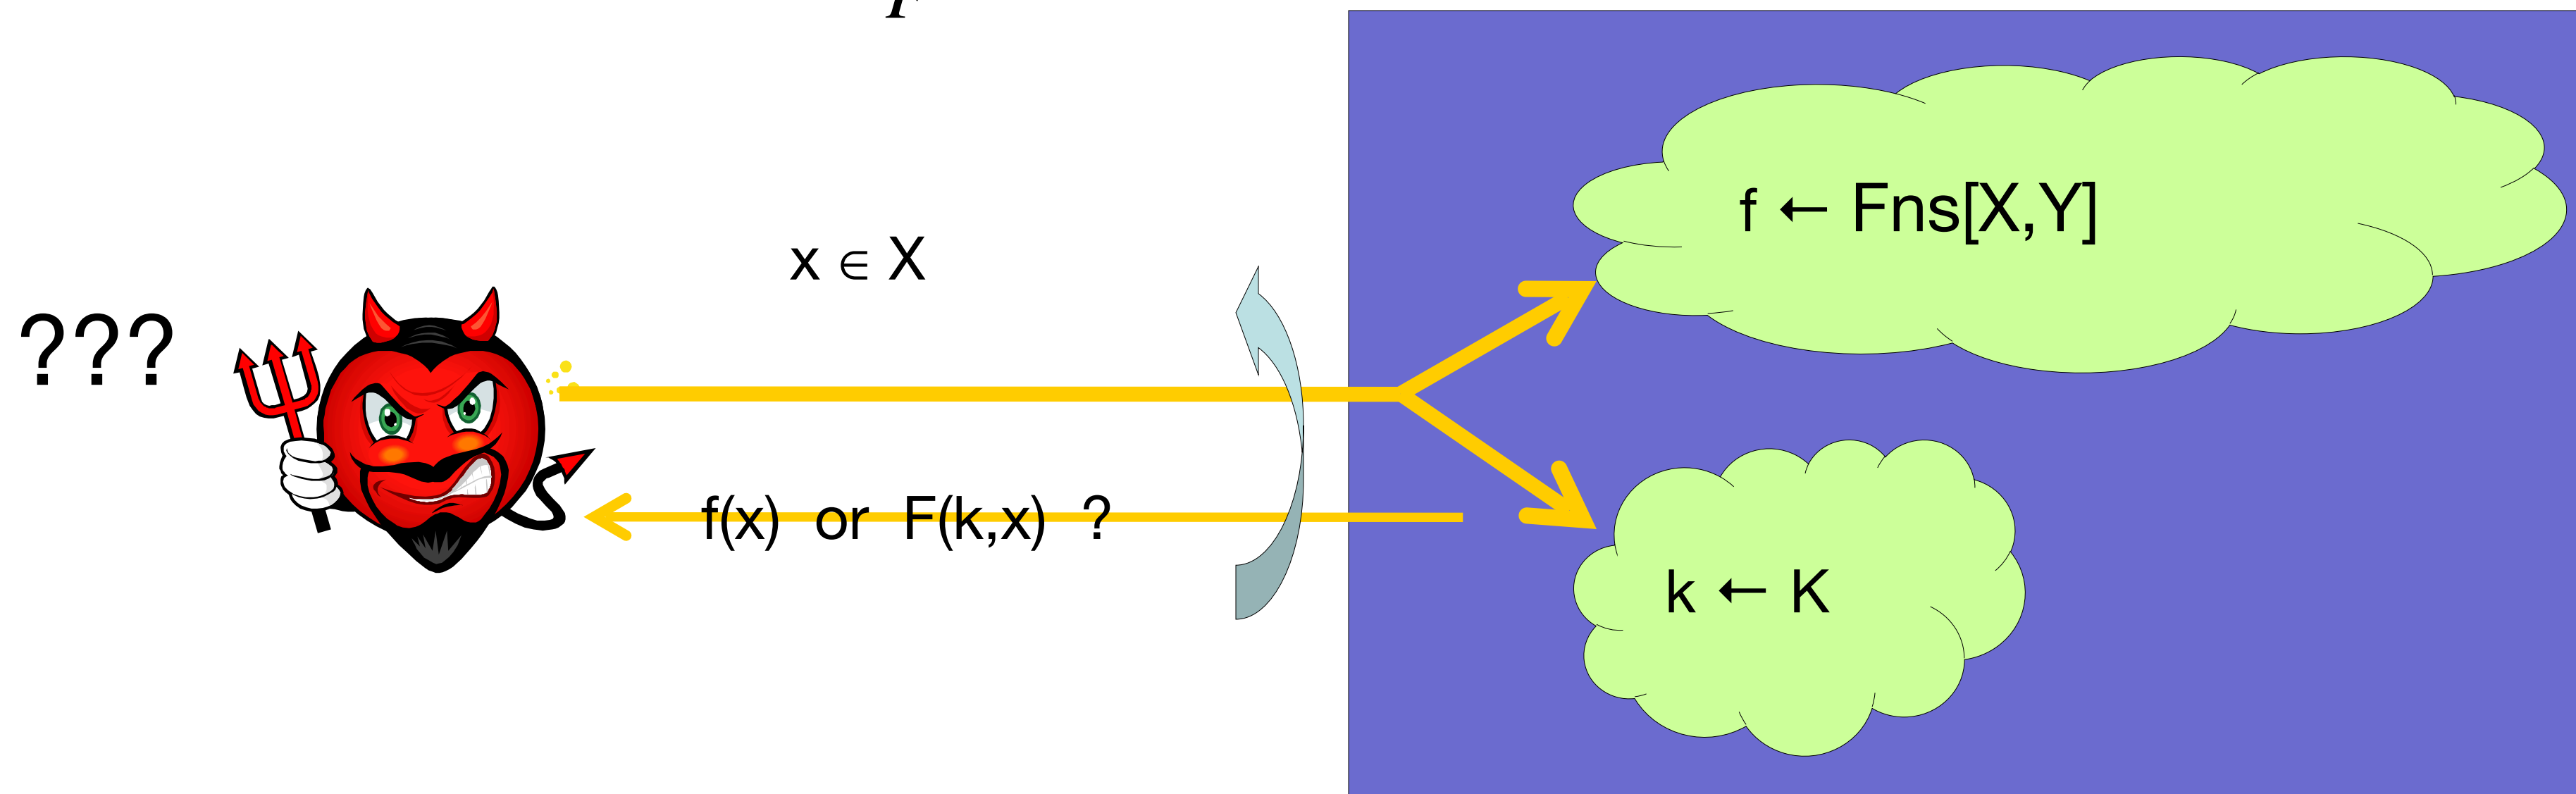 f ← Fns[X,Y]
x ∈ X
???
f(x) or F(k,x) ?
k ← K